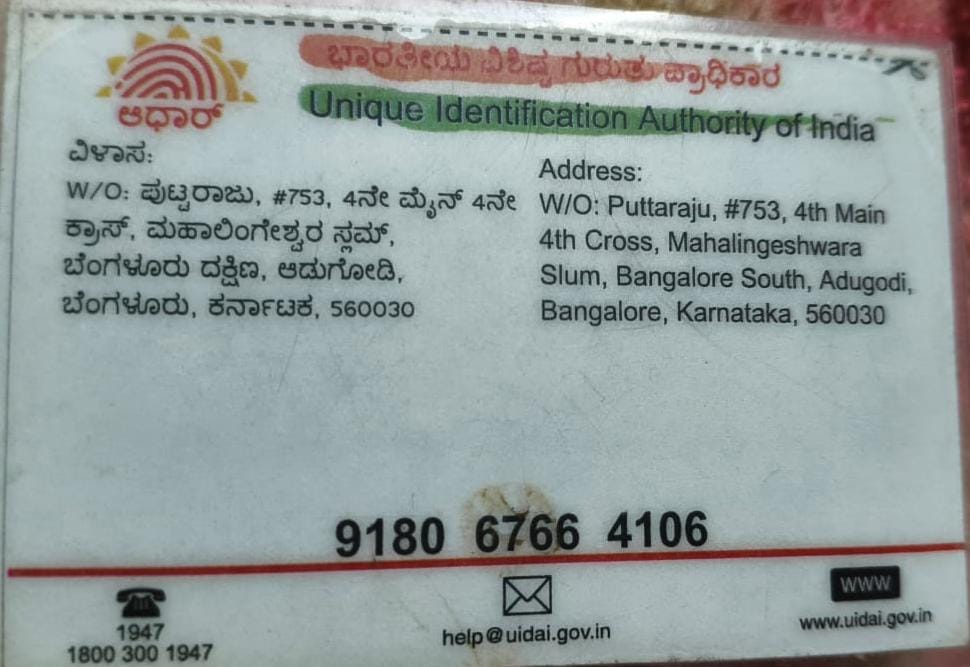 ಭಾರತೀಯ ವಿಶಿಷ್ಟ ಗುರುತು ಪ್ರಾಧಿಕಾರ
Unique Identification Authority of India
ಆಧಾರ್
ವಿಳಾಸ:
W/O: ಪುಟ್ಟರಾಜು, #753, 4ನೇ ಮೈನ್ 4ನೇ
ಕ್ರಾಸ್, ಮಹಾಲಿಂಗೇಶ್ವರ ಸ್ಲಮ್,
ಬೆಂಗಳೂರು ದಕ್ಷಿಣ, ಆಡುಗೋಡಿ,
ಬೆಂಗಳೂರು, ಕರ್ನಾಟಕ, 560030
Address:
W/O: Puttaraju, #753, 4th Main
4th Cross, Mahalingeshwara
Slum, Bangalore South, Adugodi,
Bangalore, Karnataka, 560030
9180 6766 4106
1947
1800 300 1947
help@uidai.gov.in
WWW
www.uidai.gov.in